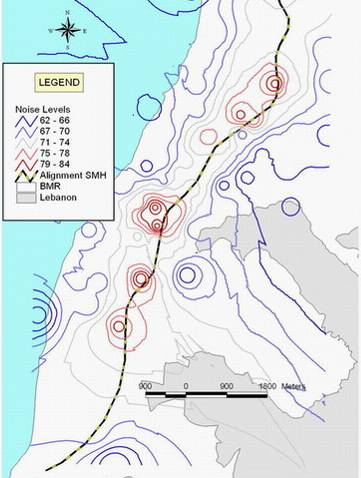 N
W E
S
LEGEND
Noise Levels
62 - 66
67 - 70
71 - 74
75 - 78
79 - 84
Alignment SMH
BMR
Lebanon
900 0 900 1800 Meters